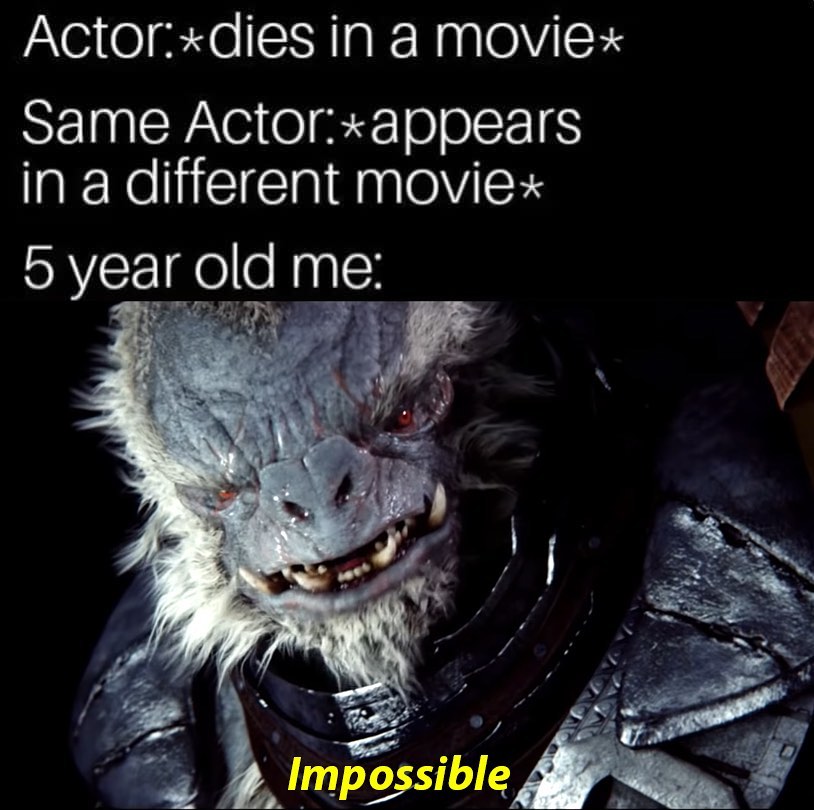 Actor:*dies in a movie*
Same Actor:*appears
in a different movie*
5 year old me:
Impossible